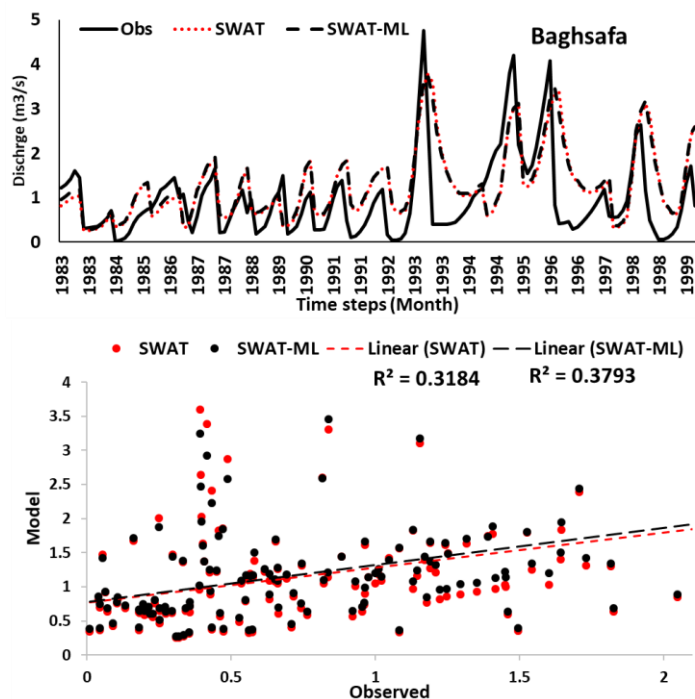 5
Obs SWAT SWAT-ML
Baghsafa
4
3
2
1
0
Dischrge (m3/s)
1983 1983 1984 1985 1986 1987 1987 1988 1989 1990 1991 1991 1992 1993 1993 1994 1994 1995 1996 1996 1997 1998 1998 1999
Time steps (Month)
SWAT SWAT-ML Linear (SWAT) Linear (SWAT-ML)
R² = 0.3184 R² = 0.3793
4
3.5
3
2.5
2
1.5
1
0.5
0
Model
0 0.5 1 1.5 2
Observed